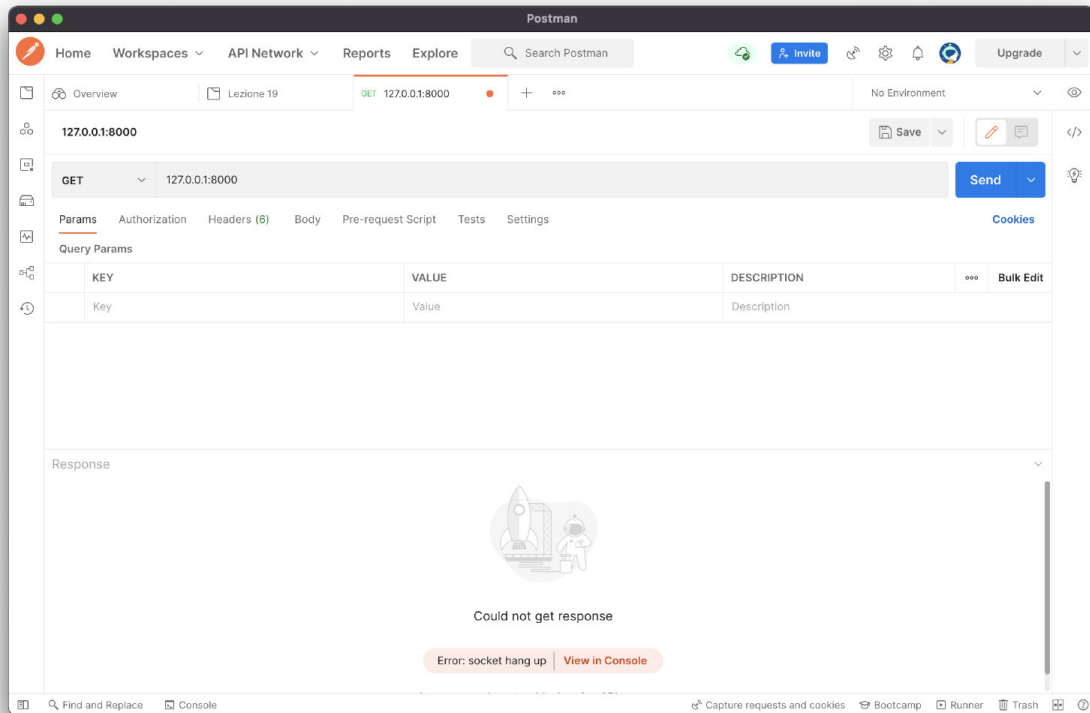 Postman
Home Workspaces API Network Reports Explore Search Postman Invite Upgrade
Overview Lezione 19 GET 127.0.0.1:8000 No Environment
127.0.0.1:8000 Save
GET 127.0.0.1:8000 Send
Params Authorization Headers (6) Body Pre-request Script Tests Settings Cookies
Query Params
KEY VALUE DESCRIPTION Bulk Edit
Key Value Description
Response
Could not get response
Error: socket hang up View in Console
Find and Replace Console Capture requests and cookies Bootcamp Runner Trash